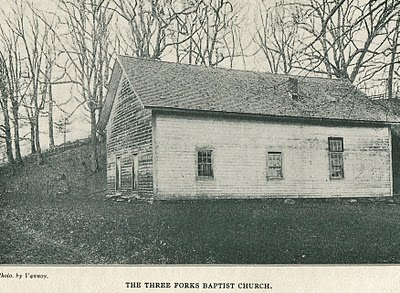 Photo. by Vannoy.
THE THREE FORKS BAPTIST CHURCH.